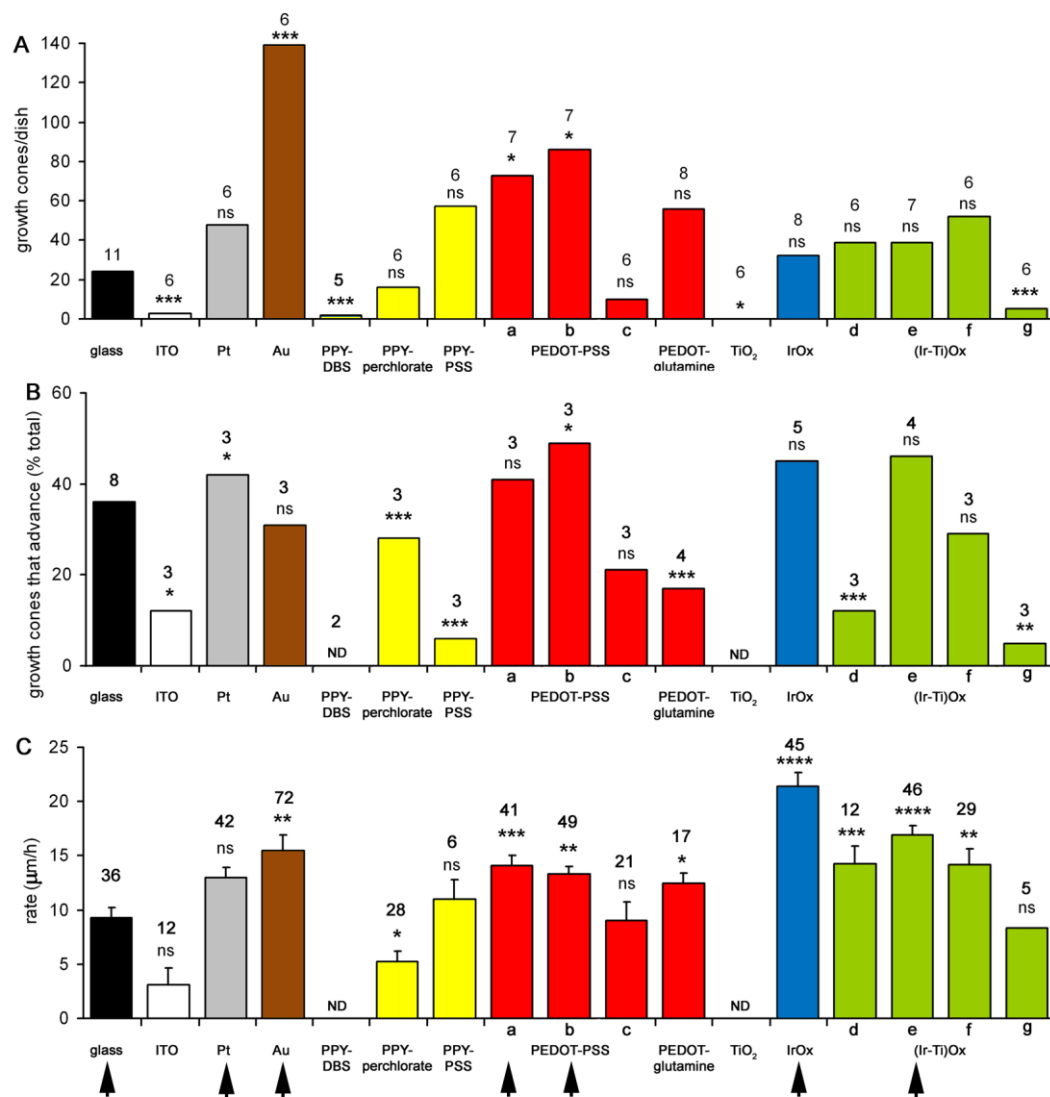 A
growth cones/dish
140
120
100
80
60
40
20
0
11
6
***
6
ns
6
***
5
***
6
ns
6
ns
7
*
7
*
6
ns
8
ns
6
*
8
ns
6
ns
7
ns
6
ns
6
***
a b c d e f g
glass ITO Pt Au PPY-DBS PPY-perchlorate PPY-PSS PEDOT-PSS PEDOT-glutamine TiO₂ IrOx (Ir-Ti)Ox
B
growth cones that advance (% total)
60
40
20
0
8
3
*
3
*
3
ns
2
ND
3
***
3
***
3
ns
3
*
3
ns
4
***
ND
5
ns
3
***
4
ns
3
ns
3
**
a b c d e f g
glass ITO Pt Au PPY-DBS PPY-perchlorate PPY-PSS PEDOT-PSS PEDOT-glutamine TiO₂ IrOx (Ir-Ti)Ox
C
rate (µm/h)
25
20
15
10
5
0
36
12
ns
42
ns
72
**
ND
28
*
6
ns
41
***
49
**
21
ns
17
*
ND
45
****
12
***
46
****
29
**
5
ns
a b c d e f g
glass ITO Pt Au PPY-DBS PPY-perchlorate PPY-PSS PEDOT-PSS PEDOT-glutamine TiO₂ IrOx (Ir-Ti)Ox